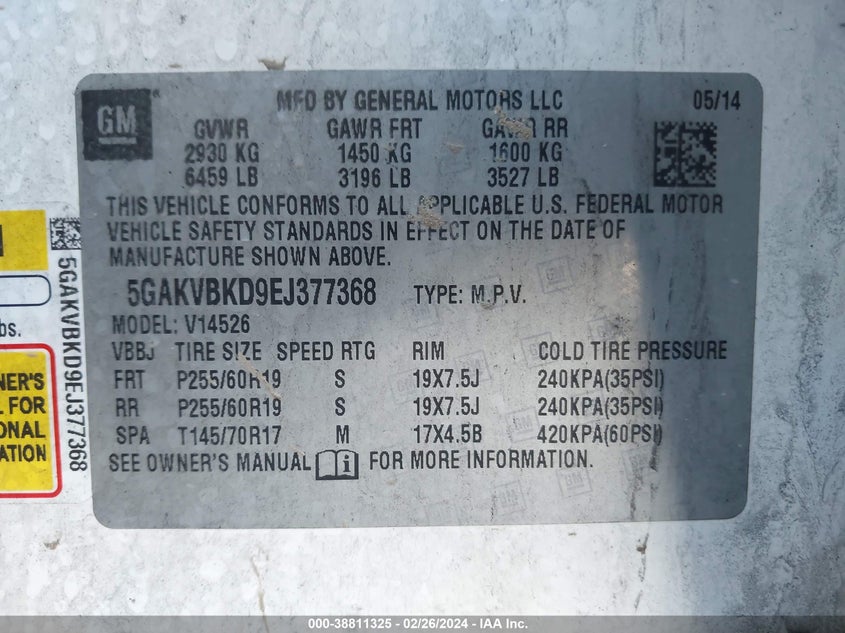 GM
MFD BY GENERAL MOTORS LLC 05/14
GVWR GAWR FRT GAWR RR
2930 KG 1450 KG 1600 KG
6459 LB 3196 LB 3527 LB
THIS VEHICLE CONFORMS TO ALL APPLICABLE U.S. FEDERAL MOTOR
VEHICLE SAFETY STANDARDS IN EFFECT ON THE DATE OF
MANUFACTURE SHOWN ABOVE.
5GAKVBKD9EJ377368 TYPE: M.P.V.
MODEL: V14526
VBBJ TIRE SIZE SPEED RTG RIM COLD TIRE PRESSURE
FRT P255/60R19 S 19X7.5J 240KPA(35PSI)
RR P255/60R19 S 19X7.5J 240KPA(35PSI)
SPA T145/70R17 M 17X4.5B 420KPA(60PSI)
SEE OWNER'S MANUAL FOR MORE INFORMATION.
5GAKVBKD9EJ377368
bs.
NER'S
L FOR
ONAL
ATION
000-38811325 - 02/26/2024 - IAA Inc.